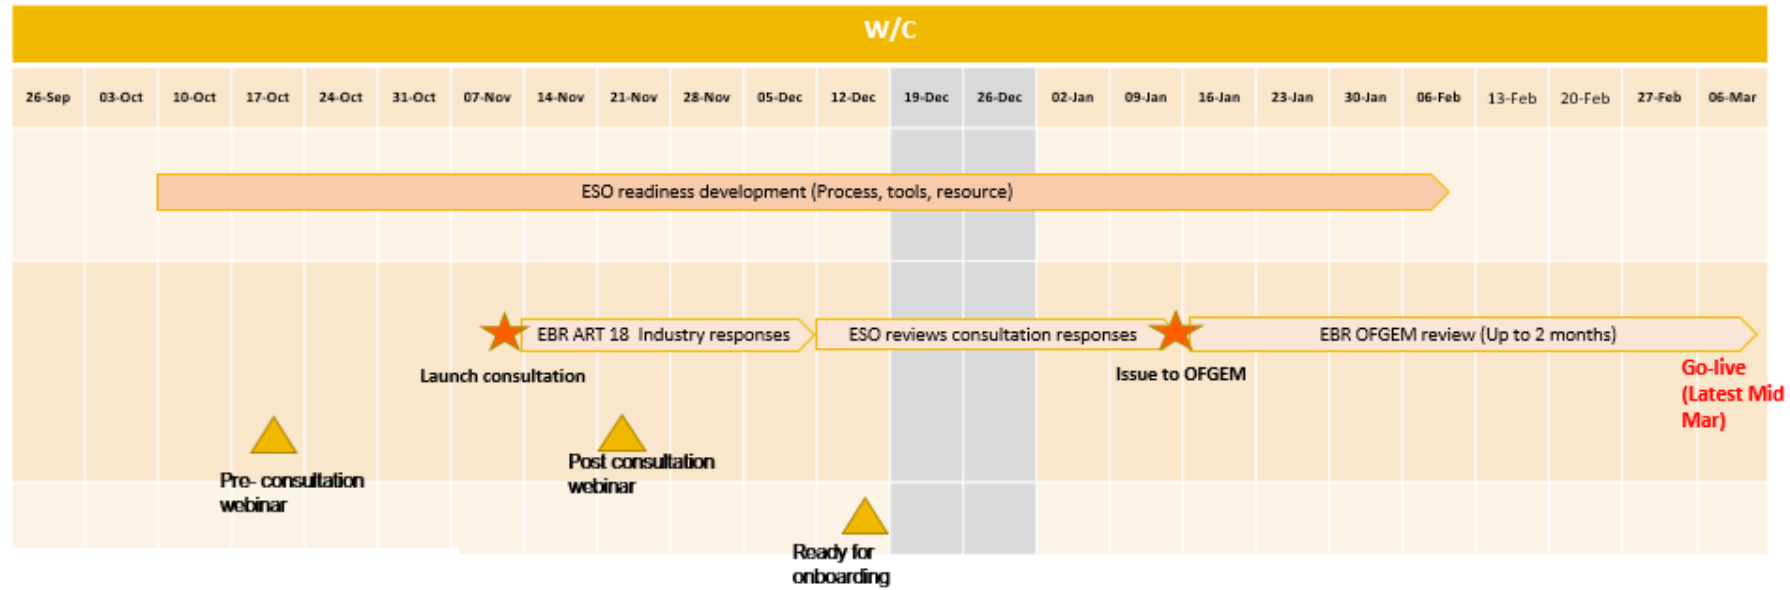 W/C
26-Sep 03-Oct 10-Oct 17-Oct 24-Oct 31-Oct 07-Nov 14-Nov 21-Nov 28-Nov 05-Dec 12-Dec 19-Dec 26-Dec 02-Jan 09-Jan 16-Jan 23-Jan 30-Jan 06-Feb 13-Feb 20-Feb 27-Feb 06-Mar
ESO readiness development (Process, tools, resource)
EBR ART 18 Industry responses
ESO reviews consultation responses
EBR OFGEM review (Up to 2 months)
Launch consultation
Issue to OFGEM
Go-live
(Latest Mid
Mar)
Pre- consultation
webinar
Post consultation
webinar
Ready for
onboarding